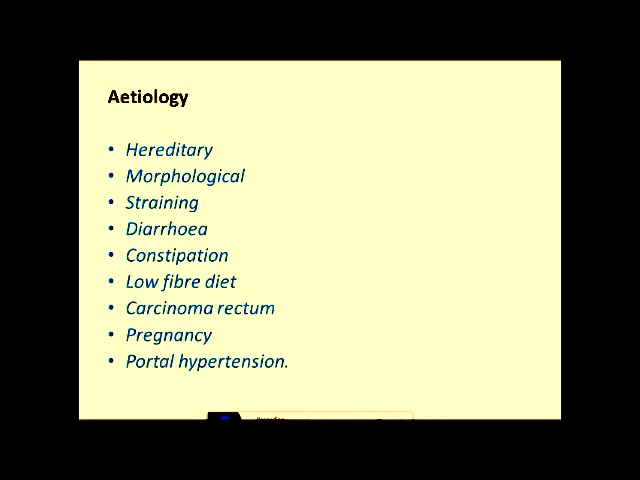 Aetiology
• Hereditary
• Morphological
• Straining
• Diarrhoea
• Constipation
• Low fibre diet
• Carcinoma rectum
• Pregnancy
• Portal hypertension.